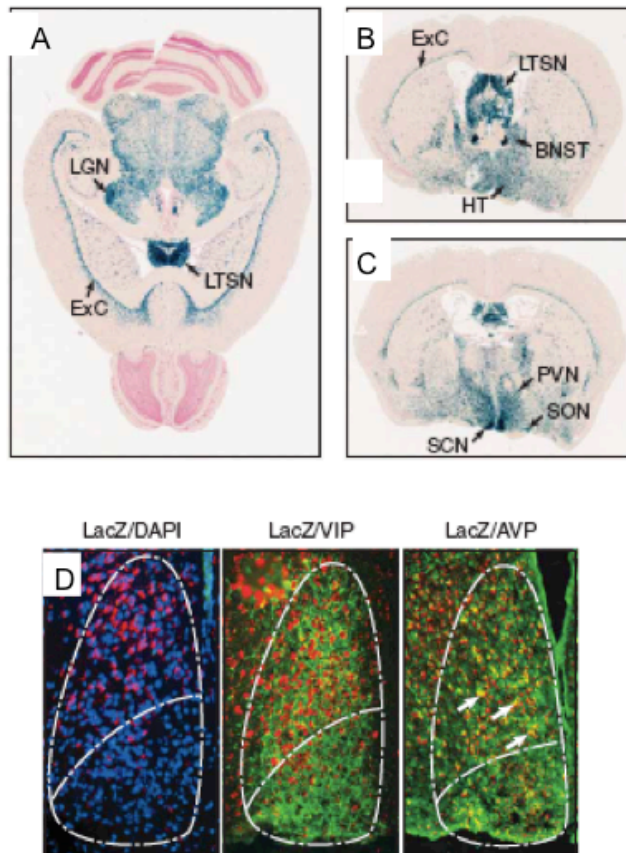 A
LGN
LTSN
ExC
B
ExC
LTSN
BNST
HT
C
PVN
SON
SCN
LacZ/DAPI
LacZ/VIP
LacZ/AVP
D